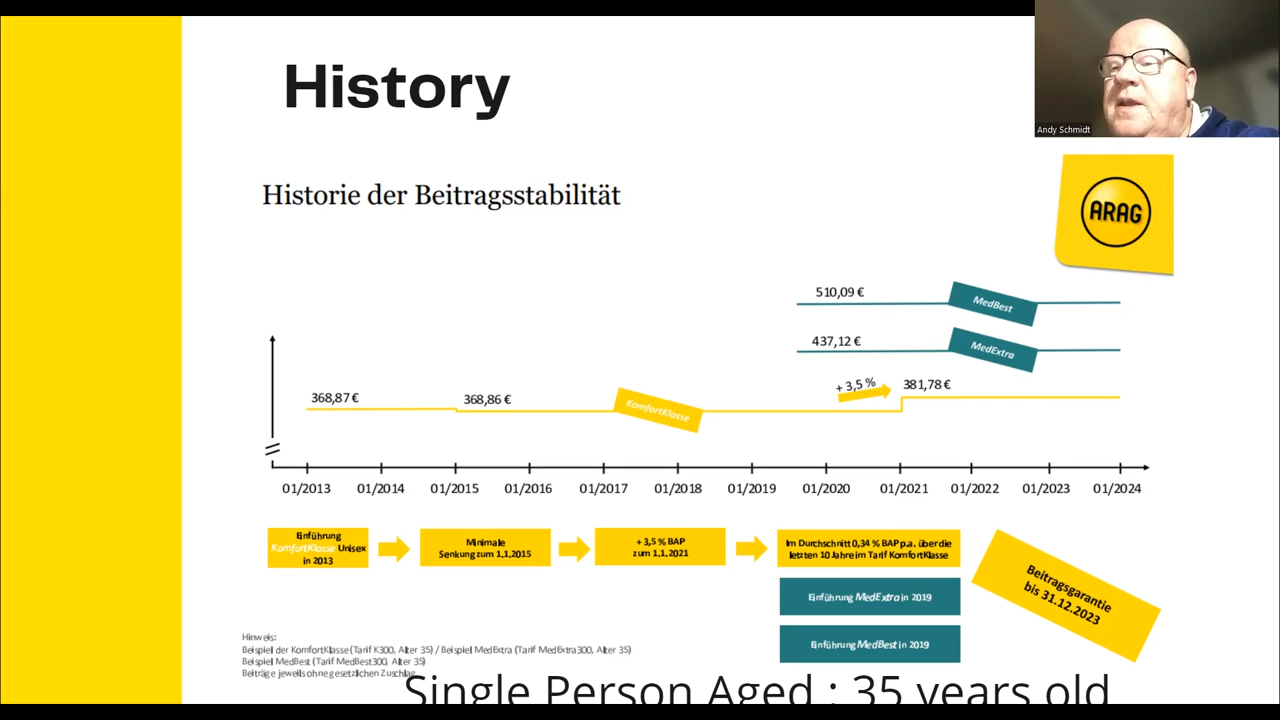 History
Andy Schmidt
Historie der Beitragsstabilität
ARAG
510,09 €
MedBest
437,12 €
MedExtra
+ 3,5 %
381,78 €
368,87 €
368,86 €
KomfortKlasse
01/2013 01/2014 01/2015 01/2016 01/2017 01/2018 01/2019 01/2020 01/2021 01/2022 01/2023 01/2024
Einführung
KomfortKlasse Unisex
in 2013
Minimale
Senkung zum 1,1,2015
+ 3,5 % BAP
zum 1,1,2021
Im Durchschnitt 0,34 % BAP p.a. über die
letzten 10 Jahre im Tarif KomfortKlasse
Einführung MedExtra in 2019
Einführung MedBest in 2019
Beitragsgarantie
bis 31.12.2023
Hinweis:
Beispiel der KomfortKlasse (Tarif K300, Alter 35) / Beispiel MedExtra (Tarif MedExtra300, Alter 35)
Beispiel MedBest (Tarif MedBest300, Alter 35)
Beiträge jeweils ohne gesetzlichen Zuschlag
Single Person Aged : 35 years old